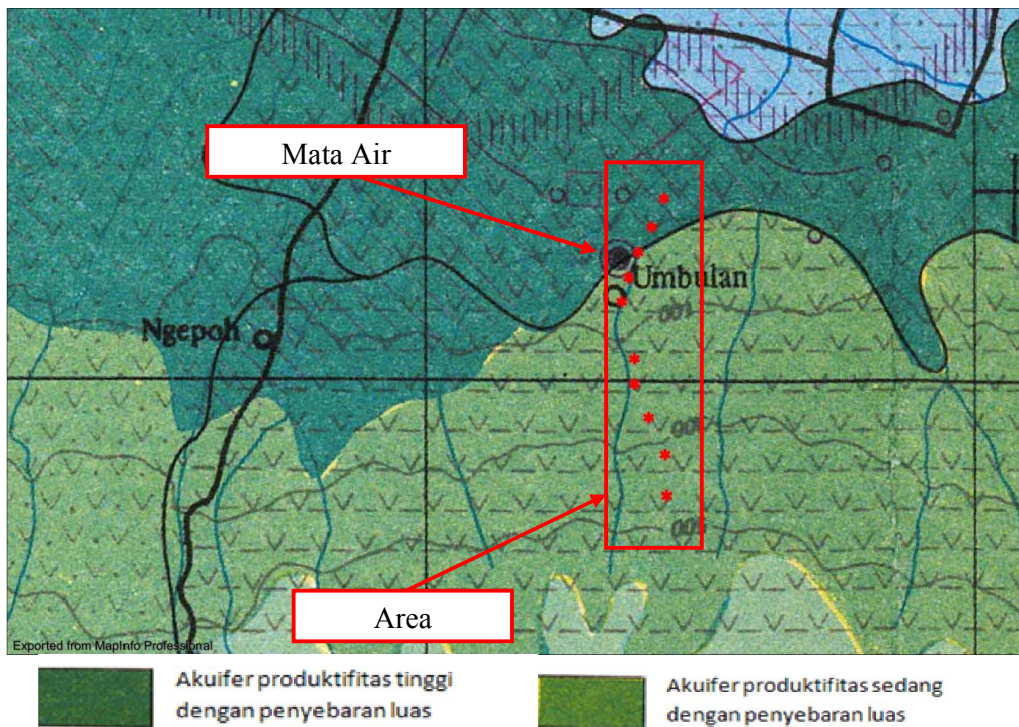 Mata Air
Umbulan
Ngepoh
Area
Exported from MapInfo Professional
Akuifer produktifitas tinggi
dengan penyebaran luas
Akuifer produktifitas sedang
dengan penyebaran luas